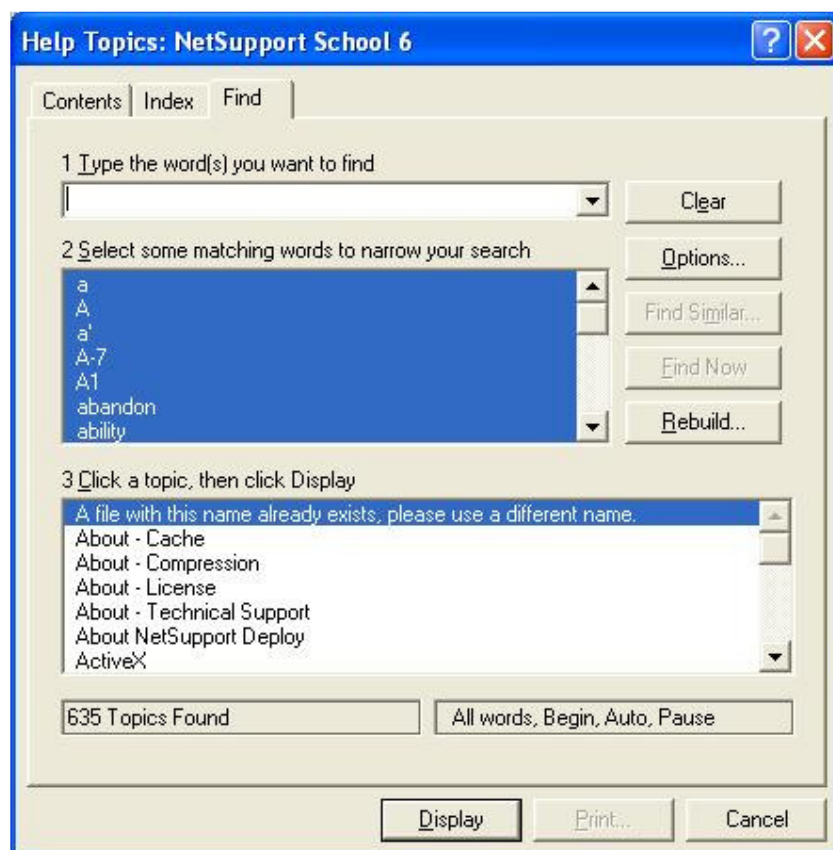 Help Topics: NetSupport School 6
Contents Index Find
1 Type the word(s) you want to find
Clear
2 Select some matching words to narrow your search
Options...
a
A
a'
A-7
A1
abandon
ability
Find Similar...
Find Now
Rebuild...
3 Click a topic, then click Display
A file with this name already exists, please use a different name.
About - Cache
About - Compression
About - License
About - Technical Support
About NetSupport Deploy
ActiveX
635 Topics Found
All words, Begin, Auto, Pause
Display Print... Cancel